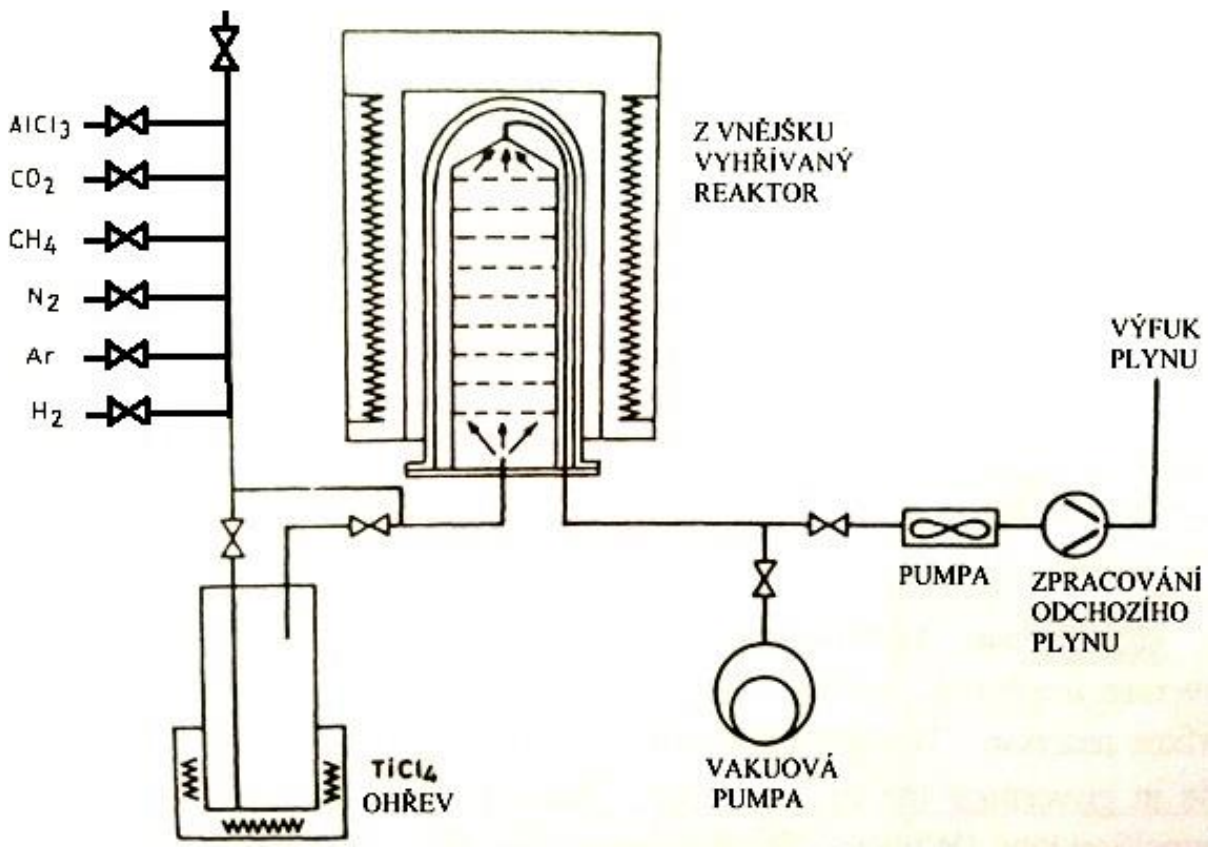 AlCl3
CO2
CH4
N2
Ar
H2
Z VNĚJŠKU
VYHŘÍVANÝ
REAKTOR
VÝFUK
PLYNU
PUMPA
ZPRACOVÁNÍ
ODCHOZÍHO
PLYNU
VAKUOVÁ
PUMPA
TiCl4
OHŘEV